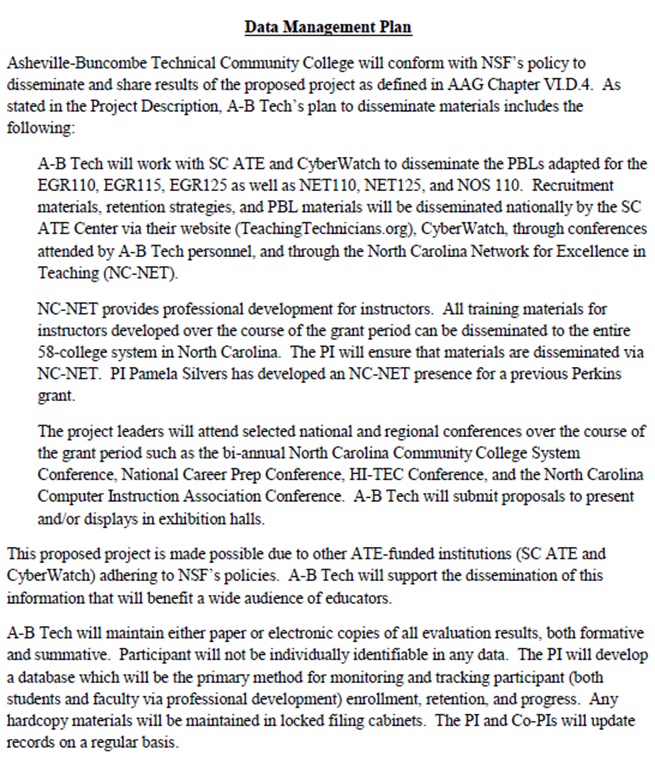 Data Management Plan
Asheville-Buncombe Technical Community College will conform with NSF's policy to
disseminate and share results of the proposed project as defined in AAG Chapter VI.D.4.  As
stated in the Project Description, A-B Tech's plan to disseminate materials includes the
following:
A-B Tech will work with SC ATE and CyberWatch to disseminate the PBLs adapted for the
EGR110, EGR115, EGR125 as well as NET110, NET125, and NOS 110.  Recruitment
materials, retention strategies, and PBL materials will be disseminated nationally by the SC
ATE Center via their website (TeachingTechnicians.org), CyberWatch, through conferences
attended by A-B Tech personnel, and through the North Carolina Network for Excellence in
Teaching (NC-NET).
NC-NET provides professional development for instructors.  All training materials for
instructors developed over the course of the grant period can be disseminated to the entire
58-college system in North Carolina.  The PI will ensure that materials are disseminated via
NC-NET.  PI Pamela Silvers has developed an NC-NET presence for a previous Perkins
grant.
The project leaders will attend selected national and regional conferences over the course of
the grant period such as the bi-annual North Carolina Community College System
Conference, National Career Prep Conference, HI-TEC Conference, and the North Carolina
Computer Instruction Association Conference.  A-B Tech will submit proposals to present
and/or displays in exhibition halls.
This proposed project is made possible due to other ATE-funded institutions (SC ATE and
CyberWatch) adhering to NSF's policies.  A-B Tech will support the dissemination of this
information that will benefit a wide audience of educators.
A-B Tech will maintain either paper or electronic copies of all evaluation results, both formative
and summative.  Participant will not be individually identifiable in any data.  The PI will develop
a database which will be the primary method for monitoring and tracking participant (both
students and faculty via professional development) enrollment, retention, and progress.  Any
hardcopy materials will be maintained in locked filing cabinets.  The PI and Co-PIs will update
records on a regular basis.